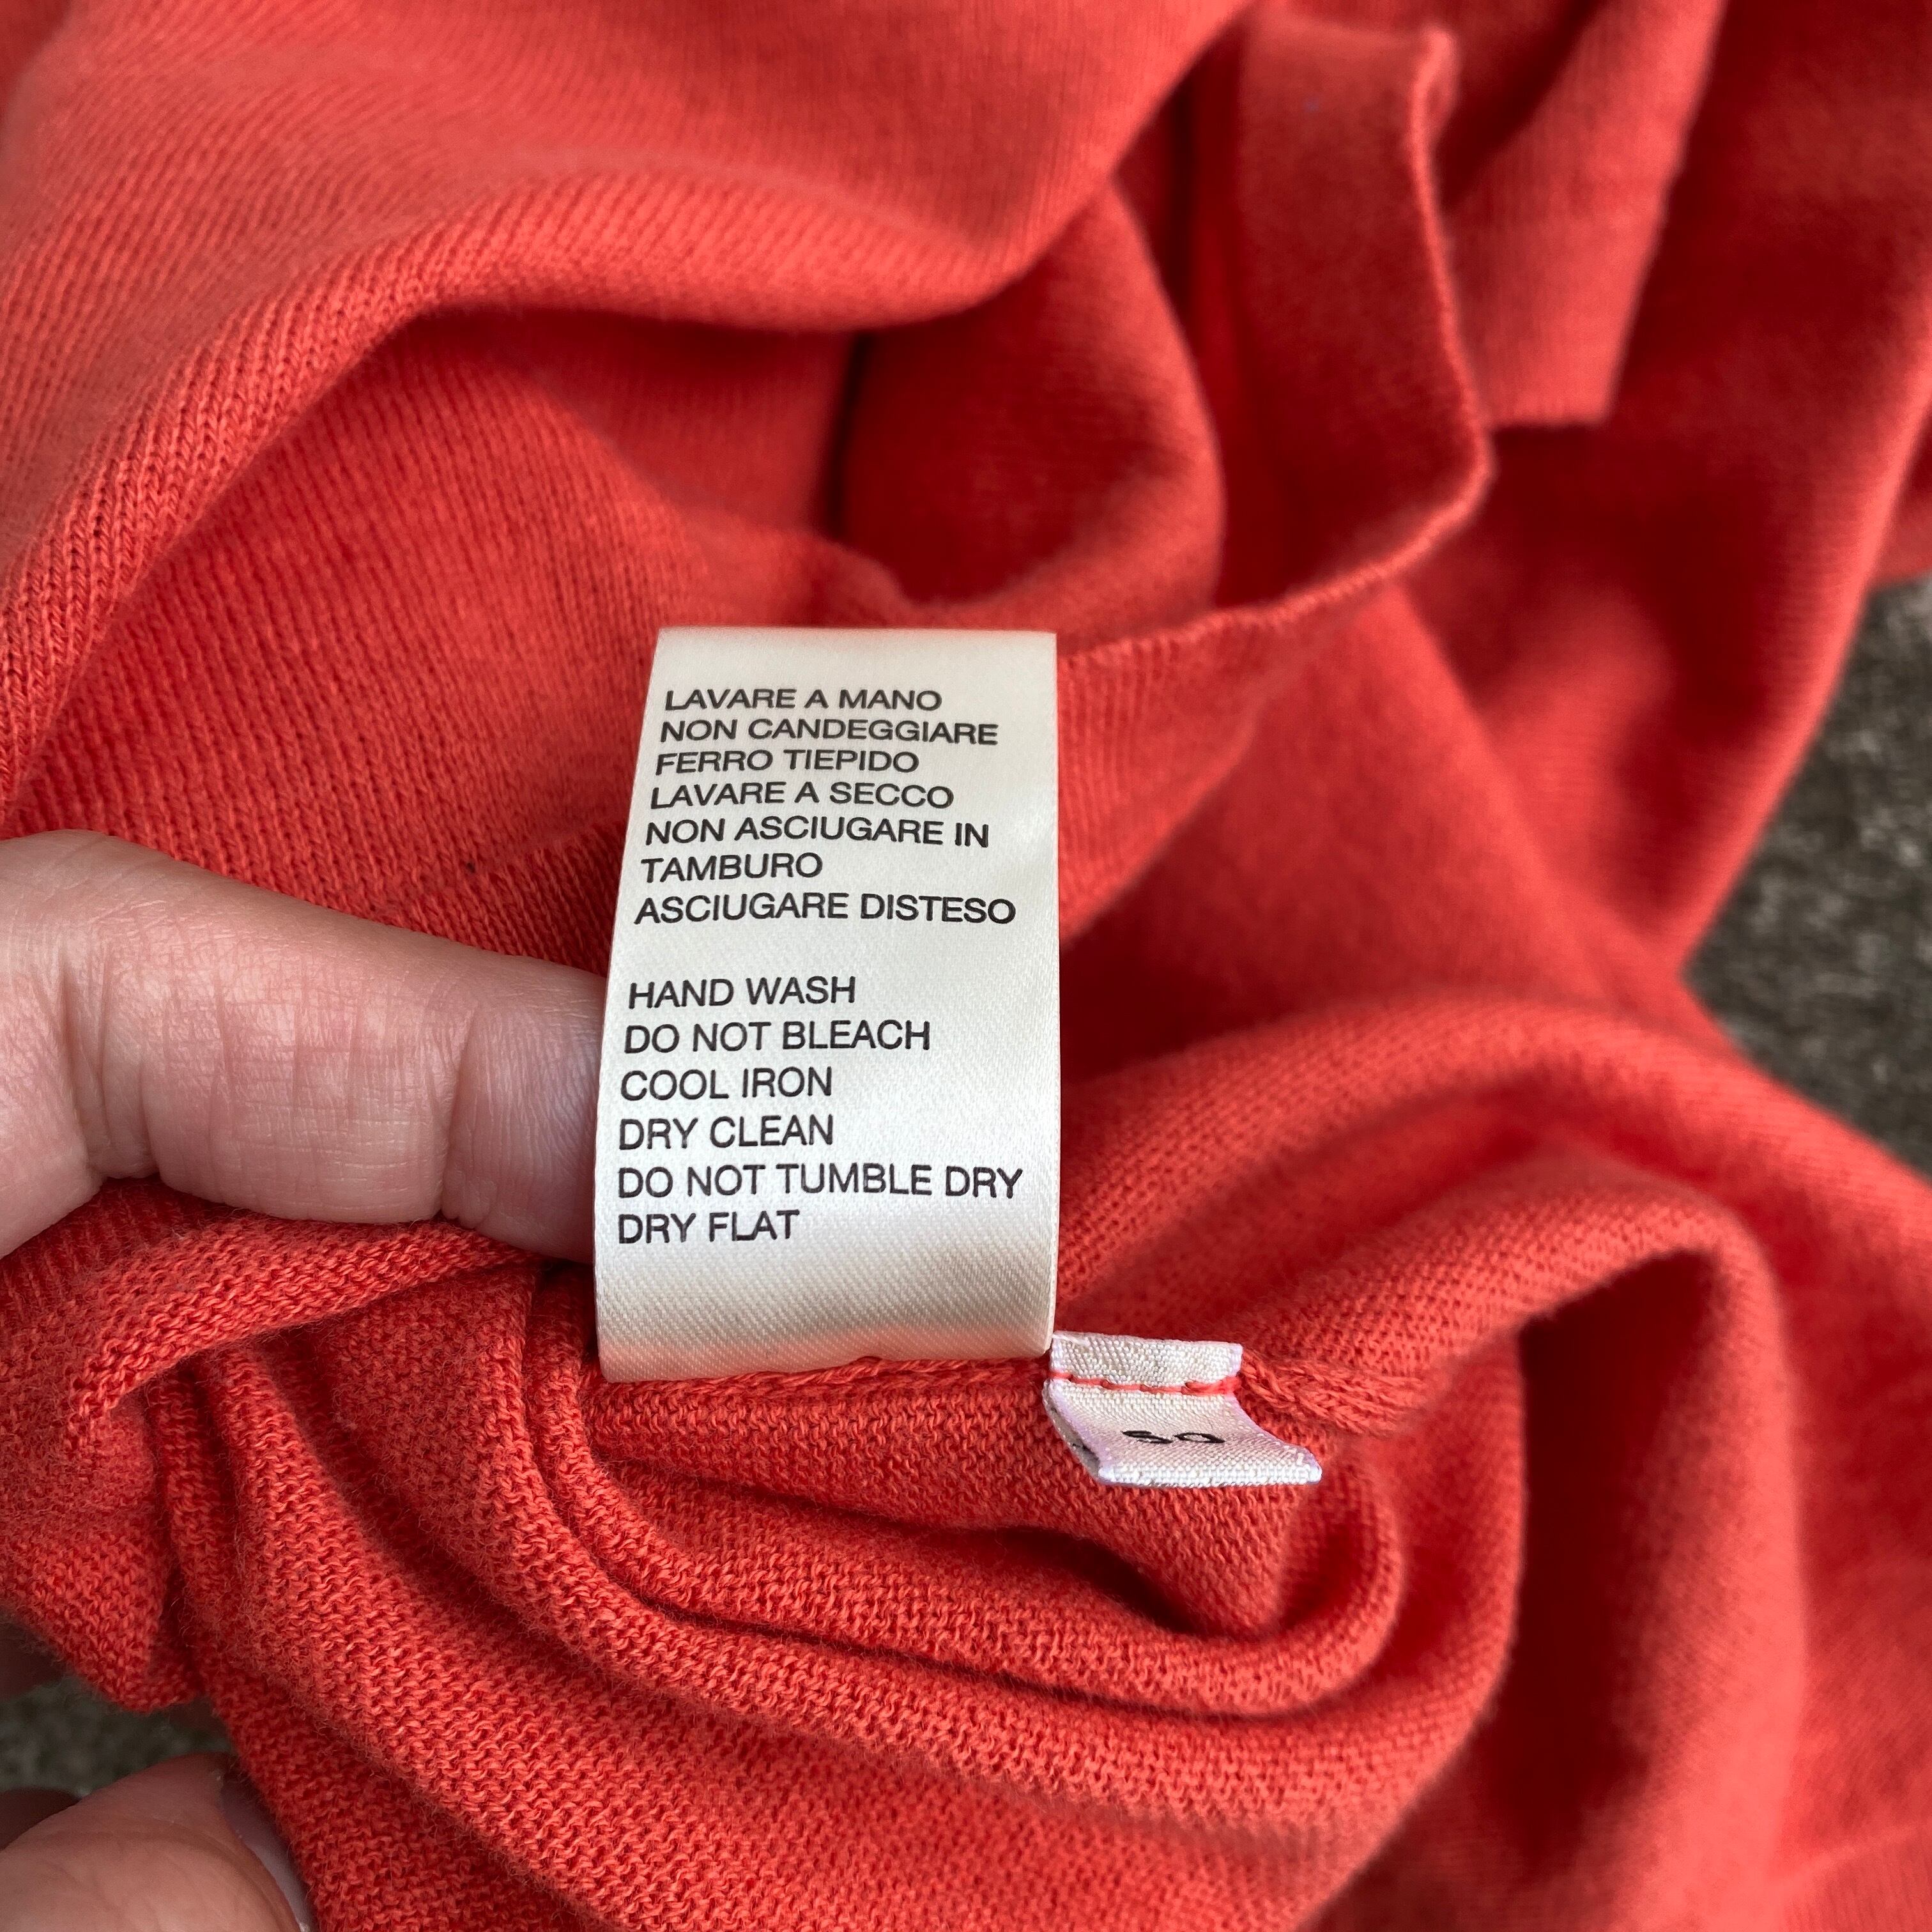 LAVARE A MANO
NON CANDEGGIARE
FERRO TIEPIDO
LAVARE A SECCO
NON ASCIUGARE IN
TAMBURO
ASCIUGARE DISTESO
HAND WASH
DO NOT BLEACH
COOL IRON
DRY CLEAN
DO NOT TUMBLE DRY
DRY FLAT
50